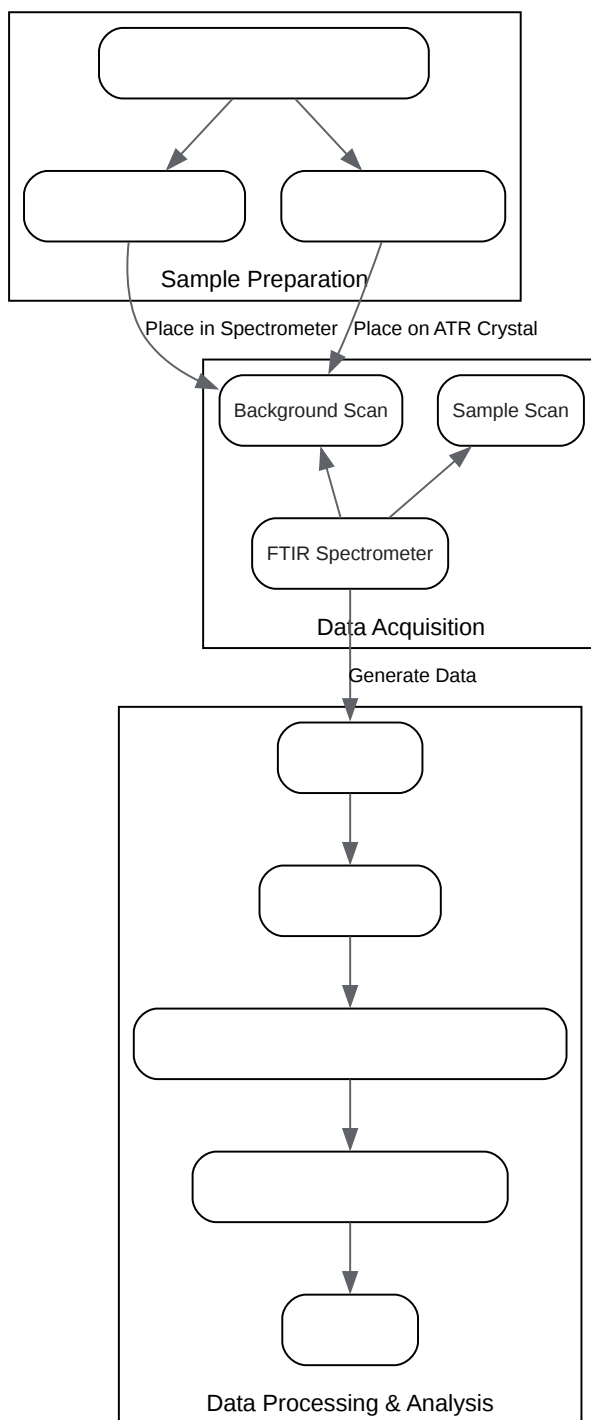 Sample Preparation
Place in Spectrometer
Place on ATR Crystal
Background Scan
Sample Scan
FTIR Spectrometer
Data Acquisition
Generate Data
Data Processing & Analysis